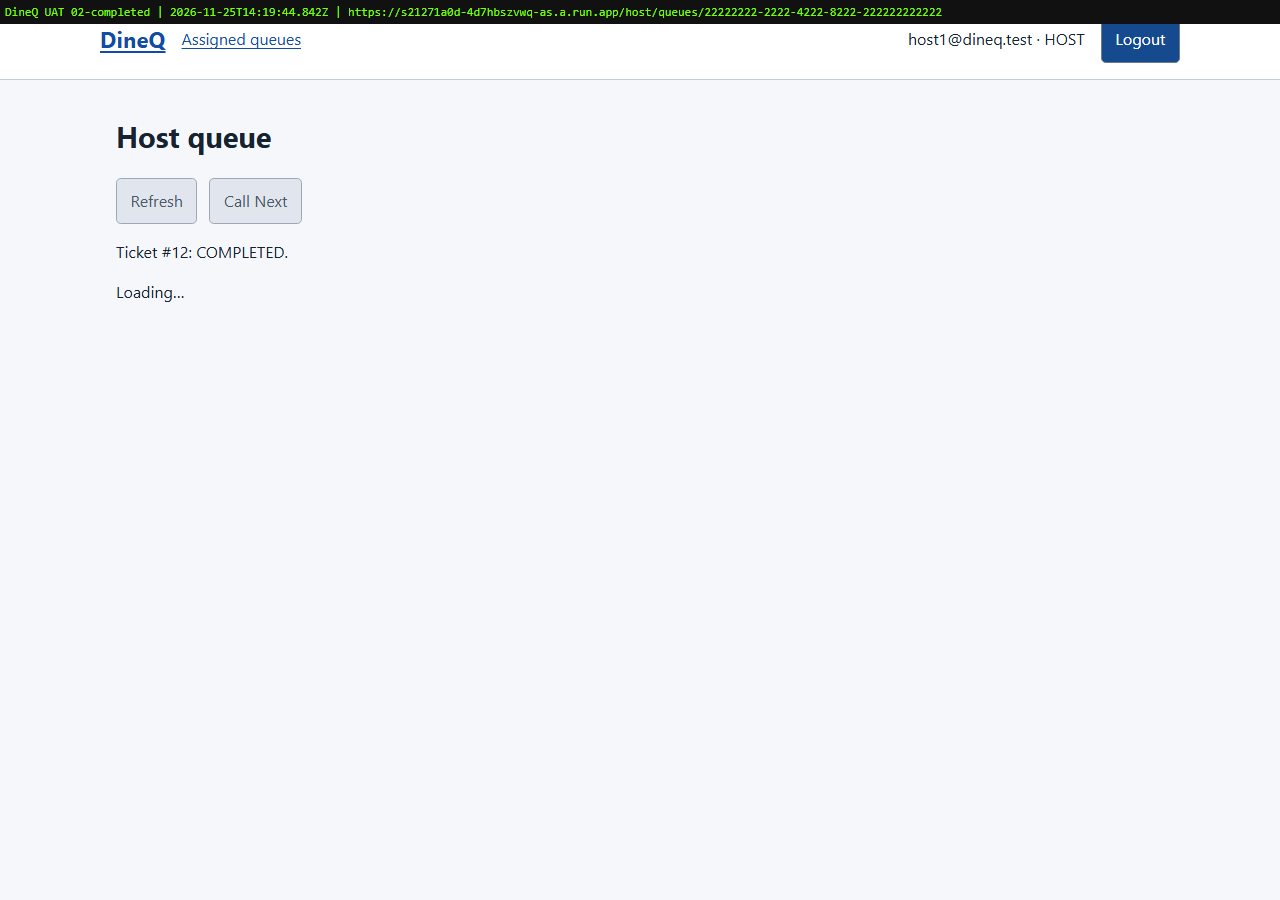 DineQ UAT 02-completed | 2026-11-25T14:19:44.842Z | https://s21271a0d-4d7hbszvwq-as.a.run.app/host/queues/22222222-2222-4222-8222-222222222222
DineQ Assigned queues host1@dineq.test · HOST Logout
Host queue
Refresh Call Next
Ticket #12: COMPLETED.
Loading...